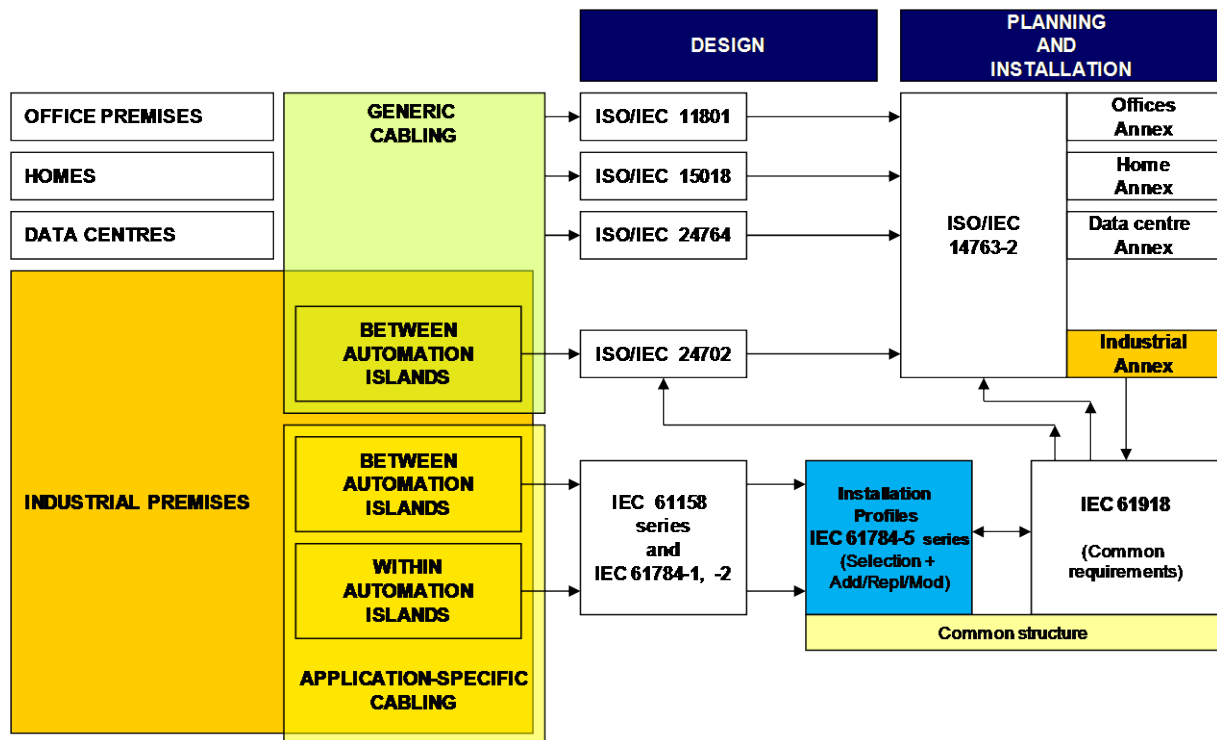 DESIGN
PLANNING
AND
INSTALLATION
OFFICE PREMISES
HOMES
DATA CENTRES
INDUSTRIAL PREMISES
GENERIC
CABLING
BETWEEN
AUTOMATION
ISLANDS
BETWEEN
AUTOMATION
ISLANDS
WITHIN
AUTOMATION
ISLANDS
APPLICATION-SPECIFIC
CABLING
ISO/IEC 11801
ISO/IEC 15018
ISO/IEC 24764
ISO/IEC 24702
IEC 61158
series
and
IEC 61784-1, -2
ISO/IEC
14763-2
Offices
Annex
Home
Annex
Data centre
Annex
Industrial
Annex
Installation
Profiles
IEC 61784-5 series
(Selection +
Add/Repl/Mod)
IEC 61918
(Common
requirements)
Common structure